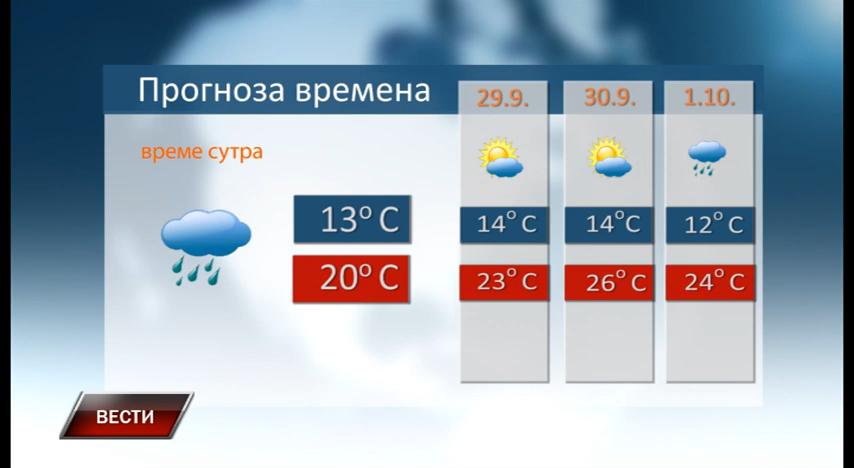 Прогноза времена
време сутра
13° C
20° C
29.9.
30.9.
1.10.
14° C
14°C
12° C
23° C
26° C
24° C
ВЕСТИ